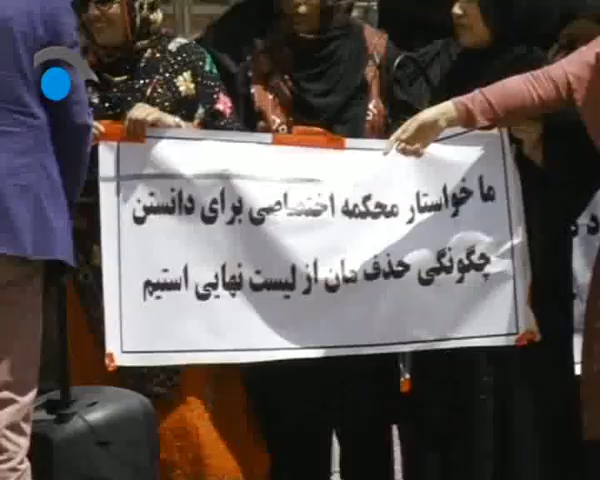 ما خواستار محکمه اختصاصی برای دانستن
چگونگی حذف مان از لیست نهایی استیم